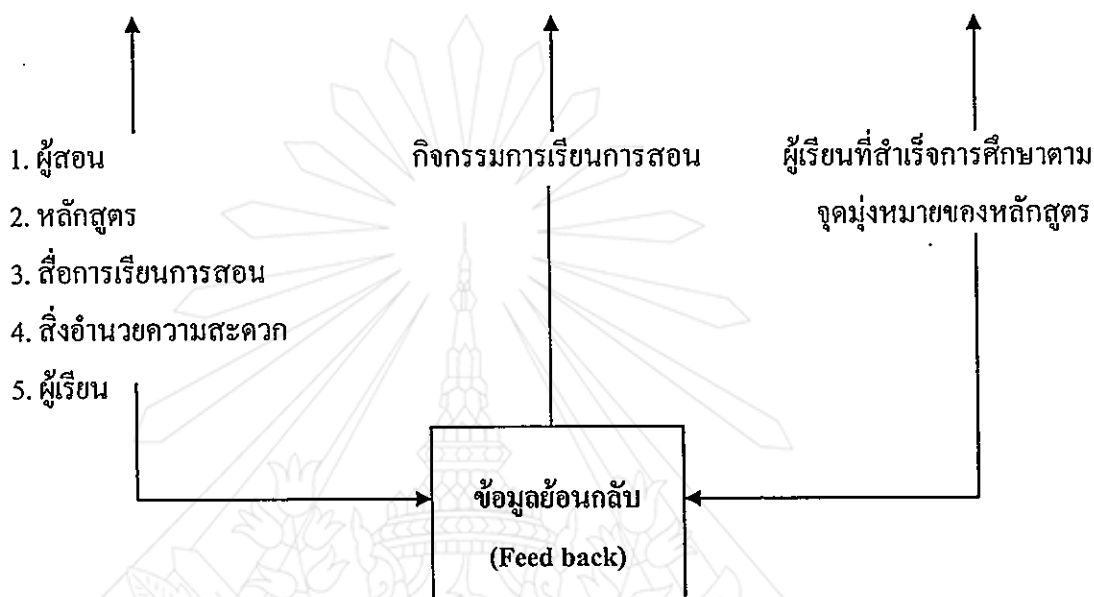 1. ผู้สอน
2. หลักสูตร
3. สื่อการเรียนการสอน
4. สิ่งอำนวยความสะดวก
5. ผู้เรียน
กิจกรรมการเรียนการสอน
ผู้เรียนที่สำเร็จการศึกษาตาม
จุดมุ่งหมายของหลักสูตร
ข้อมูลย้อนกลับ
(Feed back)